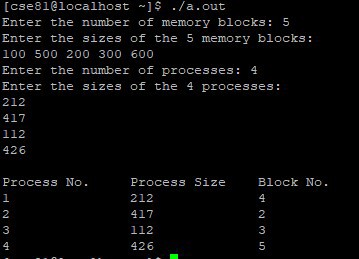 [cse81@localhost ~]$ ./a.out
Enter the number of memory blocks: 5
Enter the sizes of the 5 memory blocks:
100 500 200 300 600
Enter the number of processes: 4
Enter the sizes of the 4 processes:
212
417
112
426
Process No. Process Size Block No.
1 212 4
2 417 2
3 112 3
4 426 5